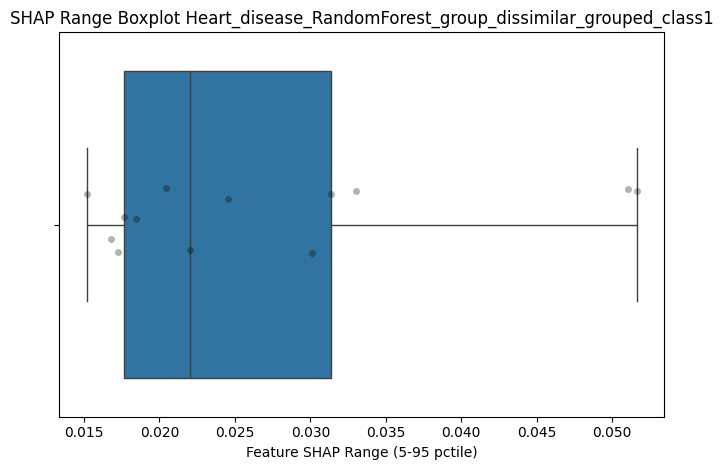 SHAP Range Boxplot Heart_disease_RandomForest_group_dissimilar_grouped_class1
0.015 0.020 0.025 0.030 0.035 0.040 0.045 0.050
Feature SHAP Range (5-95 pctile)